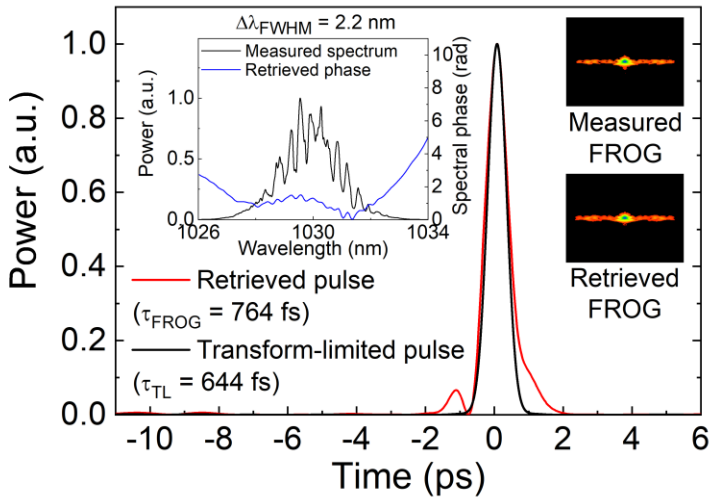 Δλ_FWHM = 2.2 nm
Measured spectrum
Retrieved phase
Power (a.u.)
1.0
0.5
0.0
Spectral phase (rad)
10
8
6
4
2
0
1026
1030
1034
Wavelength (nm)
Measured
FROG
Retrieved
FROG
Retrieved pulse
(τ_FROG = 764 fs)
Transform-limited pulse
(τ_TL = 644 fs)
Power (a.u.)
1.0
0.8
0.6
0.4
0.2
0.0
-10 -8 -6 -4 -2 0 2 4 6
Time (ps)